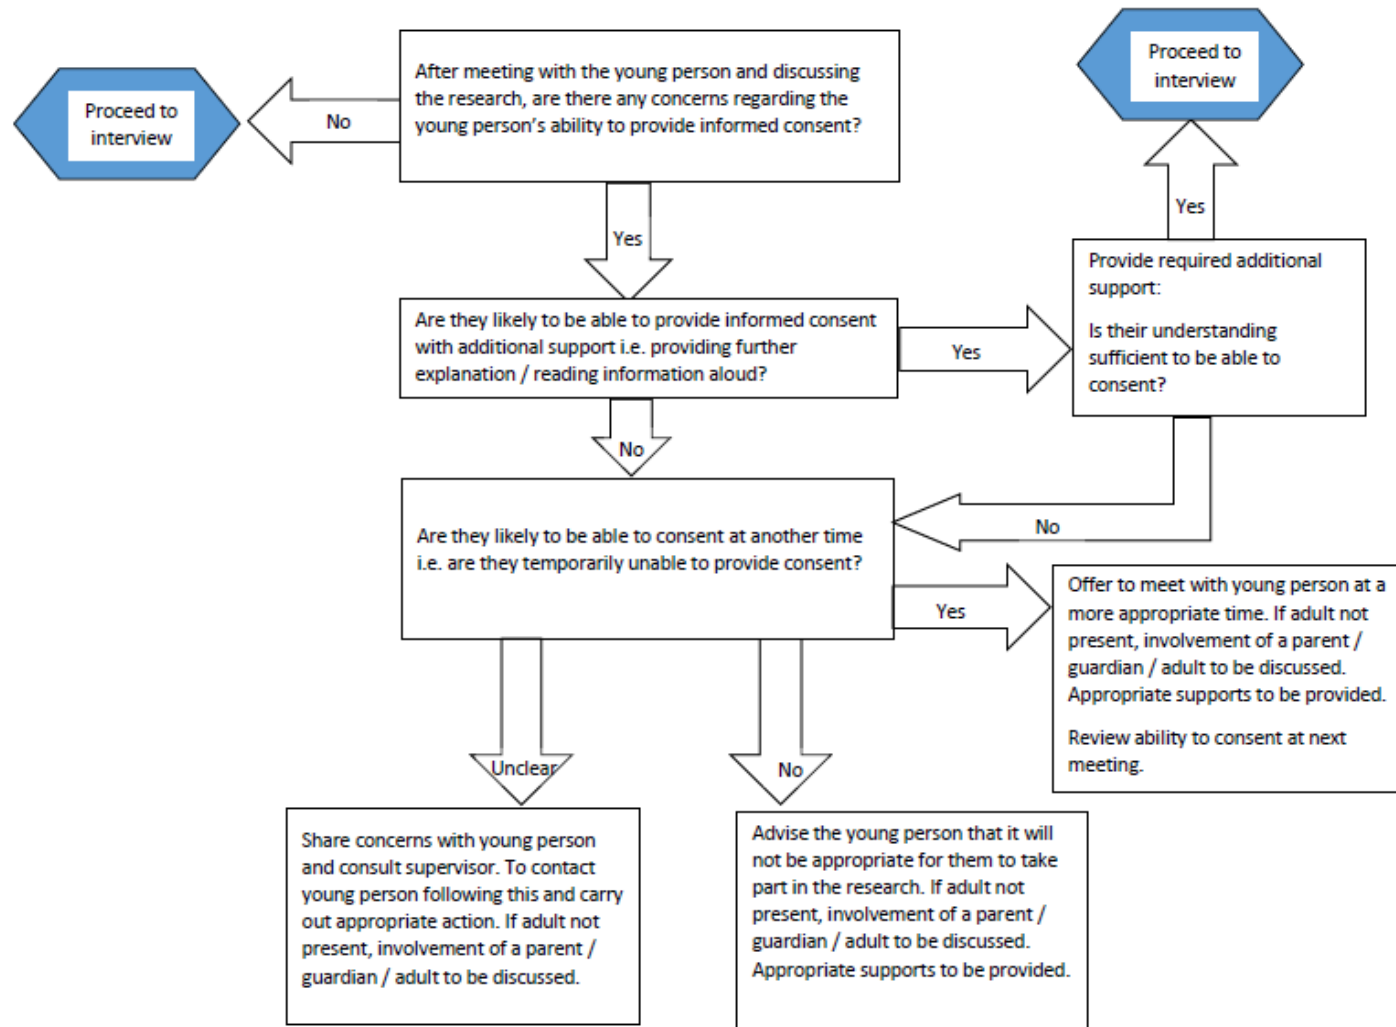 After meeting with the young person and discussing
the research, are there any concerns regarding the
young person's ability to provide informed consent?
No
Proceed to
interview
Yes
Are they likely to be able to provide informed consent
with additional support i.e. providing further
explanation / reading information aloud?
Yes
Provide required additional
support:
Is their understanding
sufficient to be able to
consent?
Yes
Proceed to
interview
No
No
Are they likely to be able to consent at another time
i.e. are they temporarily unable to provide consent?
Yes
Offer to meet with young person at a
more appropriate time. If adult not
present, involvement of a parent /
guardian / adult to be discussed.
Appropriate supports to be provided.
Review ability to consent at next
meeting.
Unclear
Share concerns with young person
and consult supervisor. To contact
young person following this and carry
out appropriate action. If adult not
present, involvement of a parent /
guardian / adult to be discussed.
No
Advise the young person that it will
not be appropriate for them to take
part in the research. If adult not
present, involvement of a parent /
guardian / adult to be discussed.
Appropriate supports to be provided.